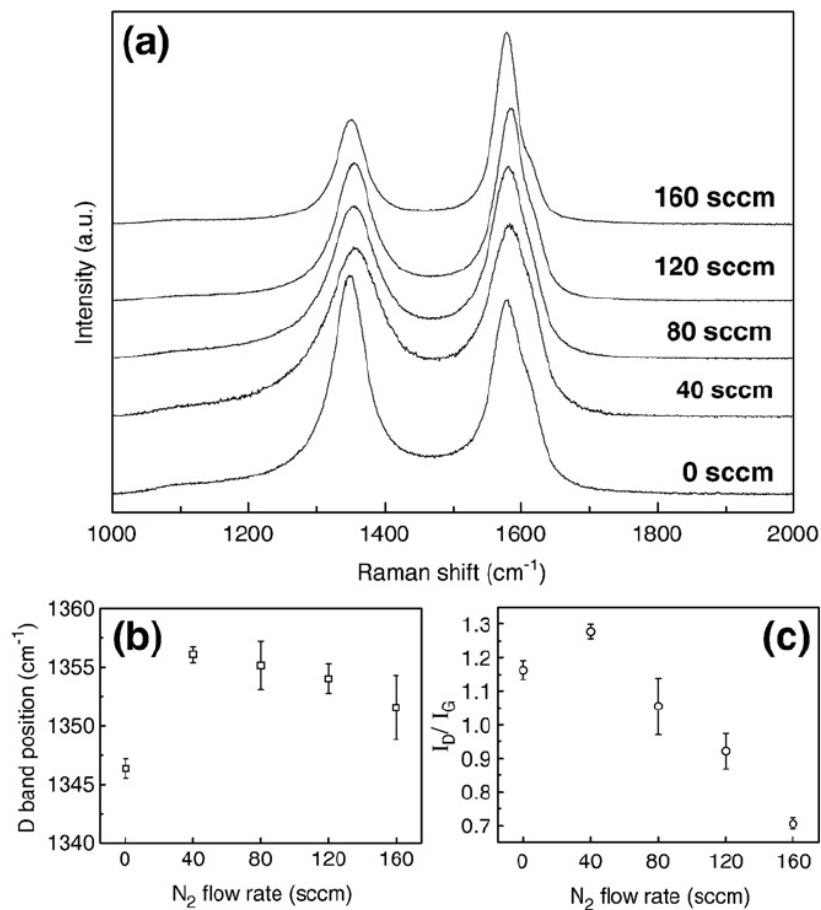 (a)
Intensity (a.u.)
160 sccm
120 sccm
80 sccm
40 sccm
0 sccm
1000 1200 1400 1600 1800 2000
Raman shift (cm⁻¹)
(b)
D band position (cm⁻¹)
1360
1355
1350
1345
1340
0 40 80 120 160
N₂ flow rate (sccm)
(c)
I_D/ I_G
1.3
1.2
1.1
1.0
0.9
0.8
0.7
0 40 80 120 160
N₂ flow rate (sccm)